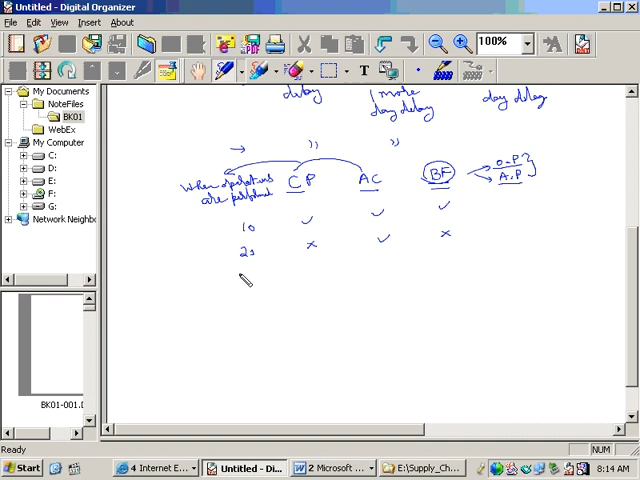 Untitled - Digital Organizer
File Edit View Insert About
100%
My Documents
NoteFiles
BK01
WebEx
My Computer
C:
D:
E:
F:
G:
Network Neighb
BK01-001.D
delay
more
day delay
day delay
→ )) ))
When operations
are performed
CP AC BF
O.P
A.P
10 ✓ ✓ ✓
20 × ✓ ×
Ready
NUM
Start
4 Internet E...
Untitled - Di...
2 Microsoft ...
E:\Supply_Ch...
8:14 AM